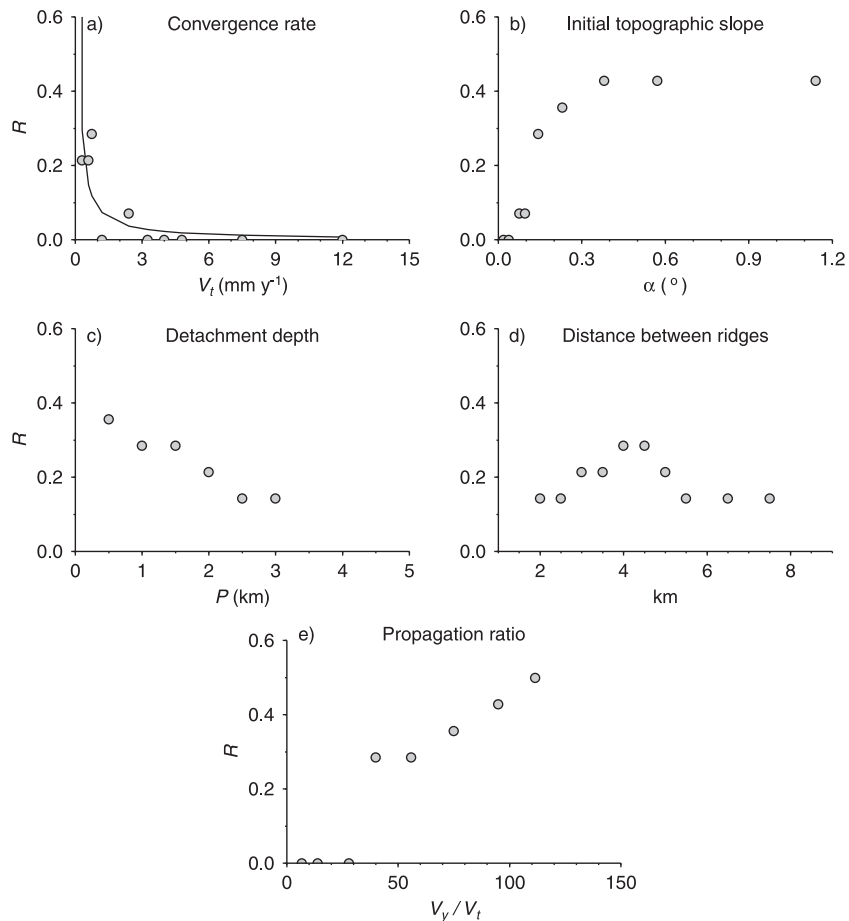 a) Convergence rate
b) Initial topographic slope
0.6
0.4
0.2
0.0
R
0 3 6 9 12 15
V_t (mm y⁻¹)
0.6
0.4
0.2
0.0
0.0 0.3 0.6 0.9 1.2
α (°)
c) Detachment depth
d) Distance between ridges
0.6
0.4
0.2
0.0
R
0 1 2 3 4 5
P (km)
0.6
0.4
0.2
0.0
2 4 6 8
km
e) Propagation ratio
0.6
0.4
0.2
0.0
R
0 50 100 150
V_y / V_t